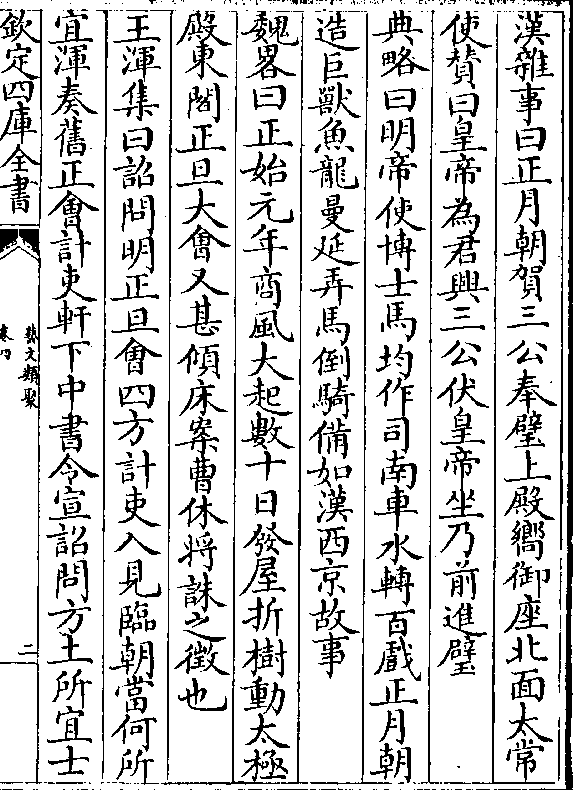 漢雜事曰正月朝賀三公奉璧上殿嚮御座北面太常
使賛曰皇帝為君興三公伏皇帝坐乃前進璧
典略曰明帝使博士馬均作司南車水轉百戲正月朝
造巨獸魚龍曼延弄馬倒騎備如漢西京故事
魏畧曰正始元年商風大起數十日發屋折樹動太極
殿東閤正旦大會又甚傾床案曹休將誅之徵也
王渾集曰詔問明正旦會四方計吏入見臨朝當何所
宜渾奏舊正會計吏軒下中書令宣詔問方土所宜士
欽定四庫全書
藝文類聚
二